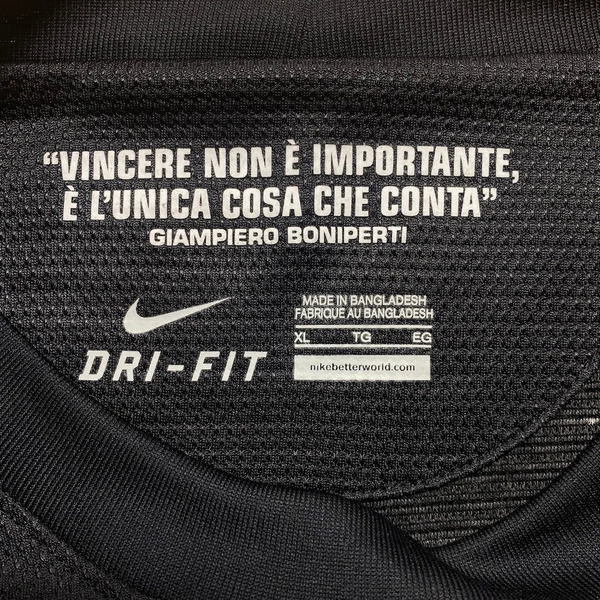 “VINCERE NON È IMPORTANTE,
È L'UNICA COSA CHE CONTA”
GIAMPIERO BONIPERTI
DRI-FIT
MADE IN BANGLADESH
FABRIQUE AU BANGLADESH
XL TG EG
nikebetterworld.com